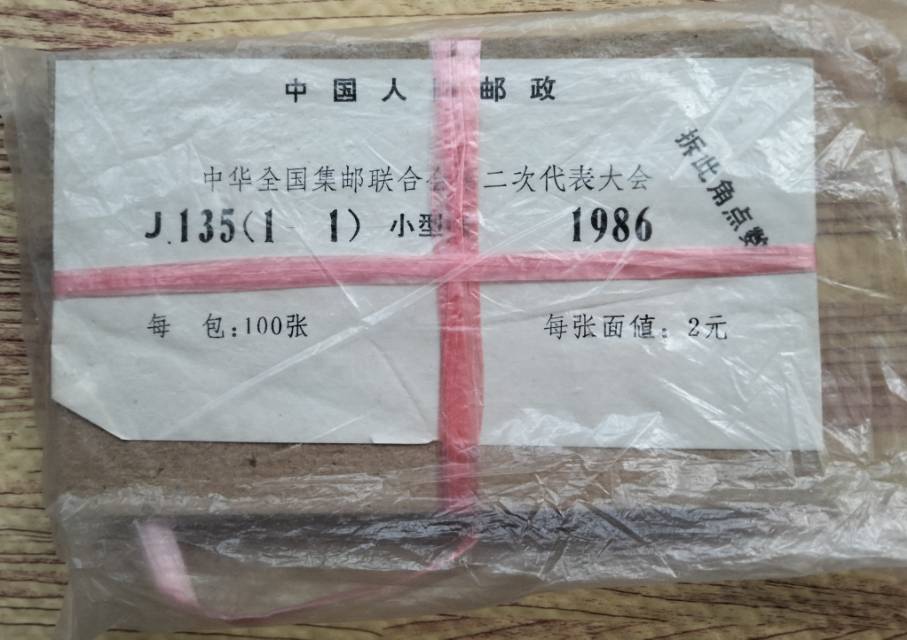 中国人 邮政
中华全国集邮联合会 二次代表大会
J.135(1 1) 小型 1986
每 包:100张 每张面值:2元
拆此角点数